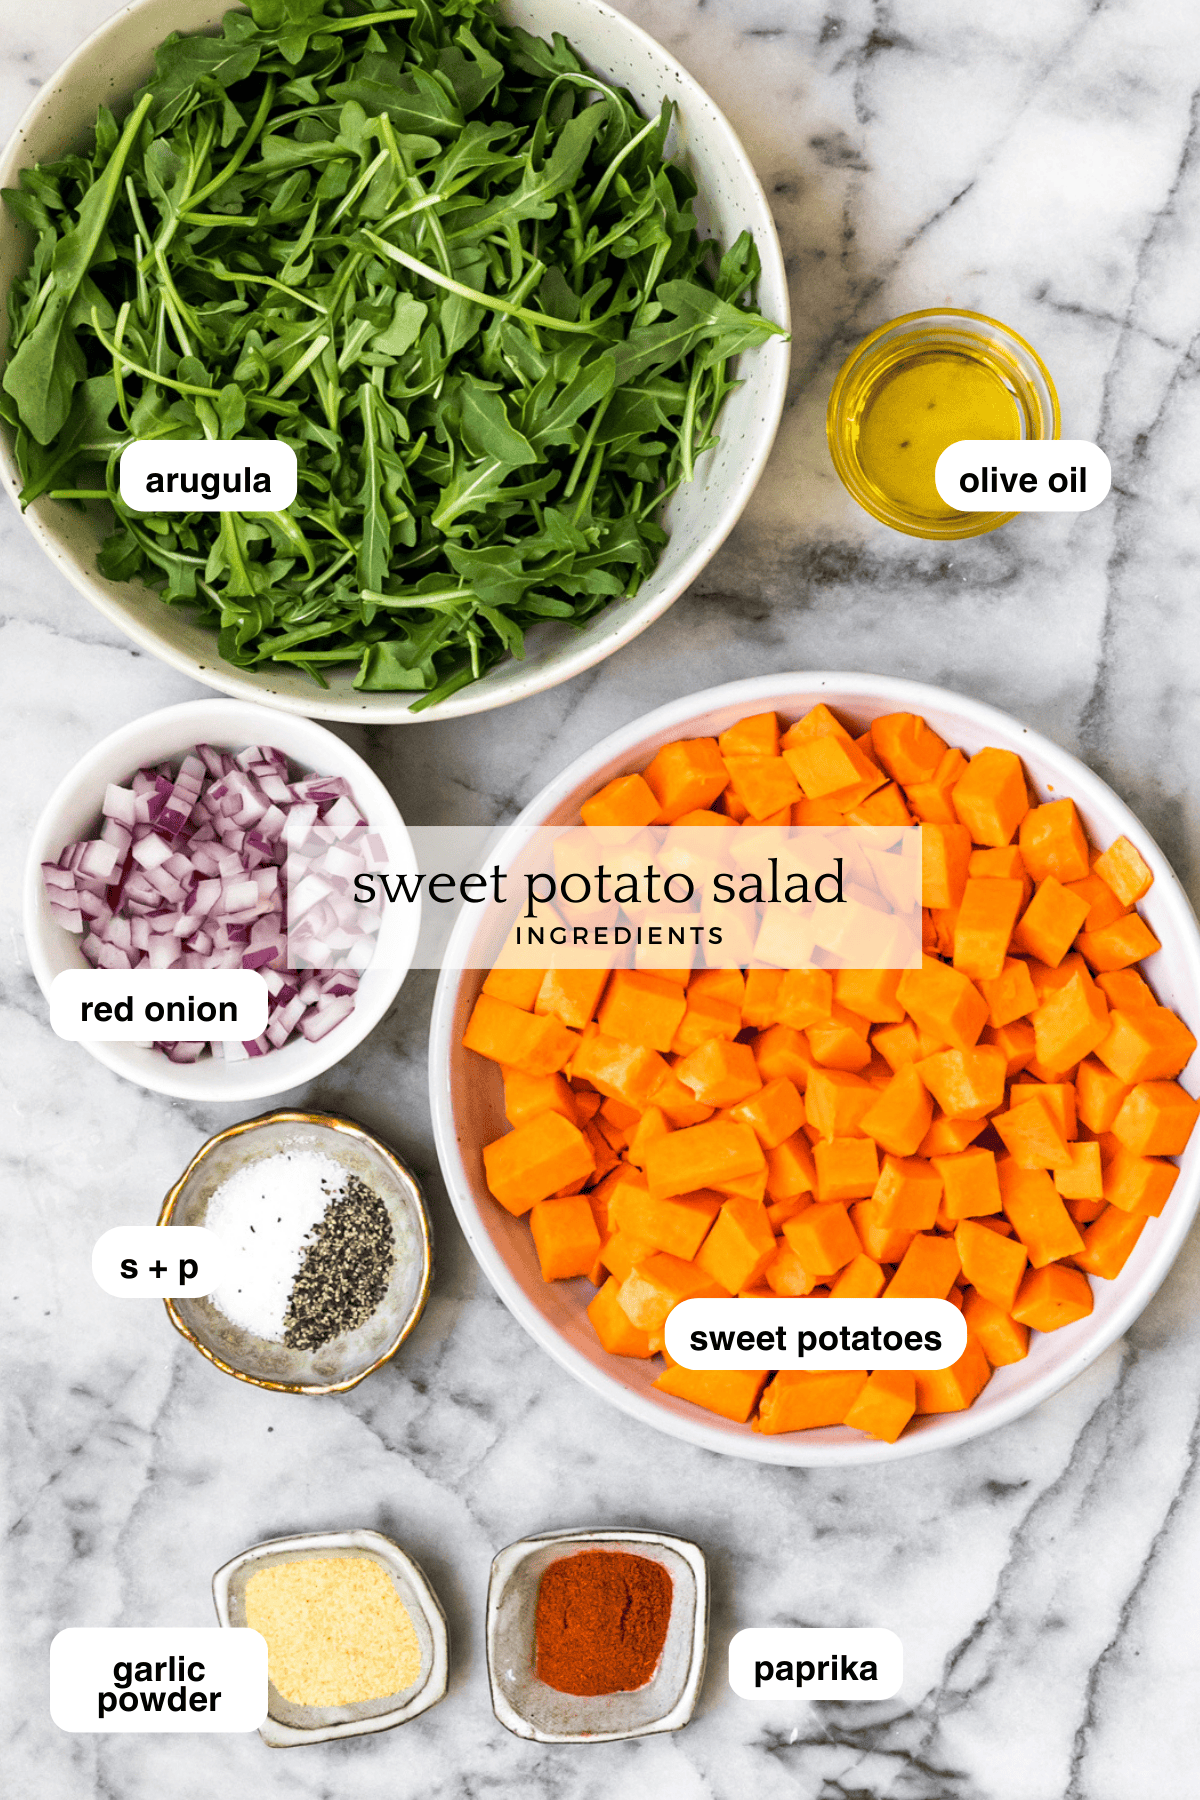 arugula
olive oil
sweet potato salad
INGREDIENTS
red onion
s + p
sweet potatoes
garlic
powder
paprika